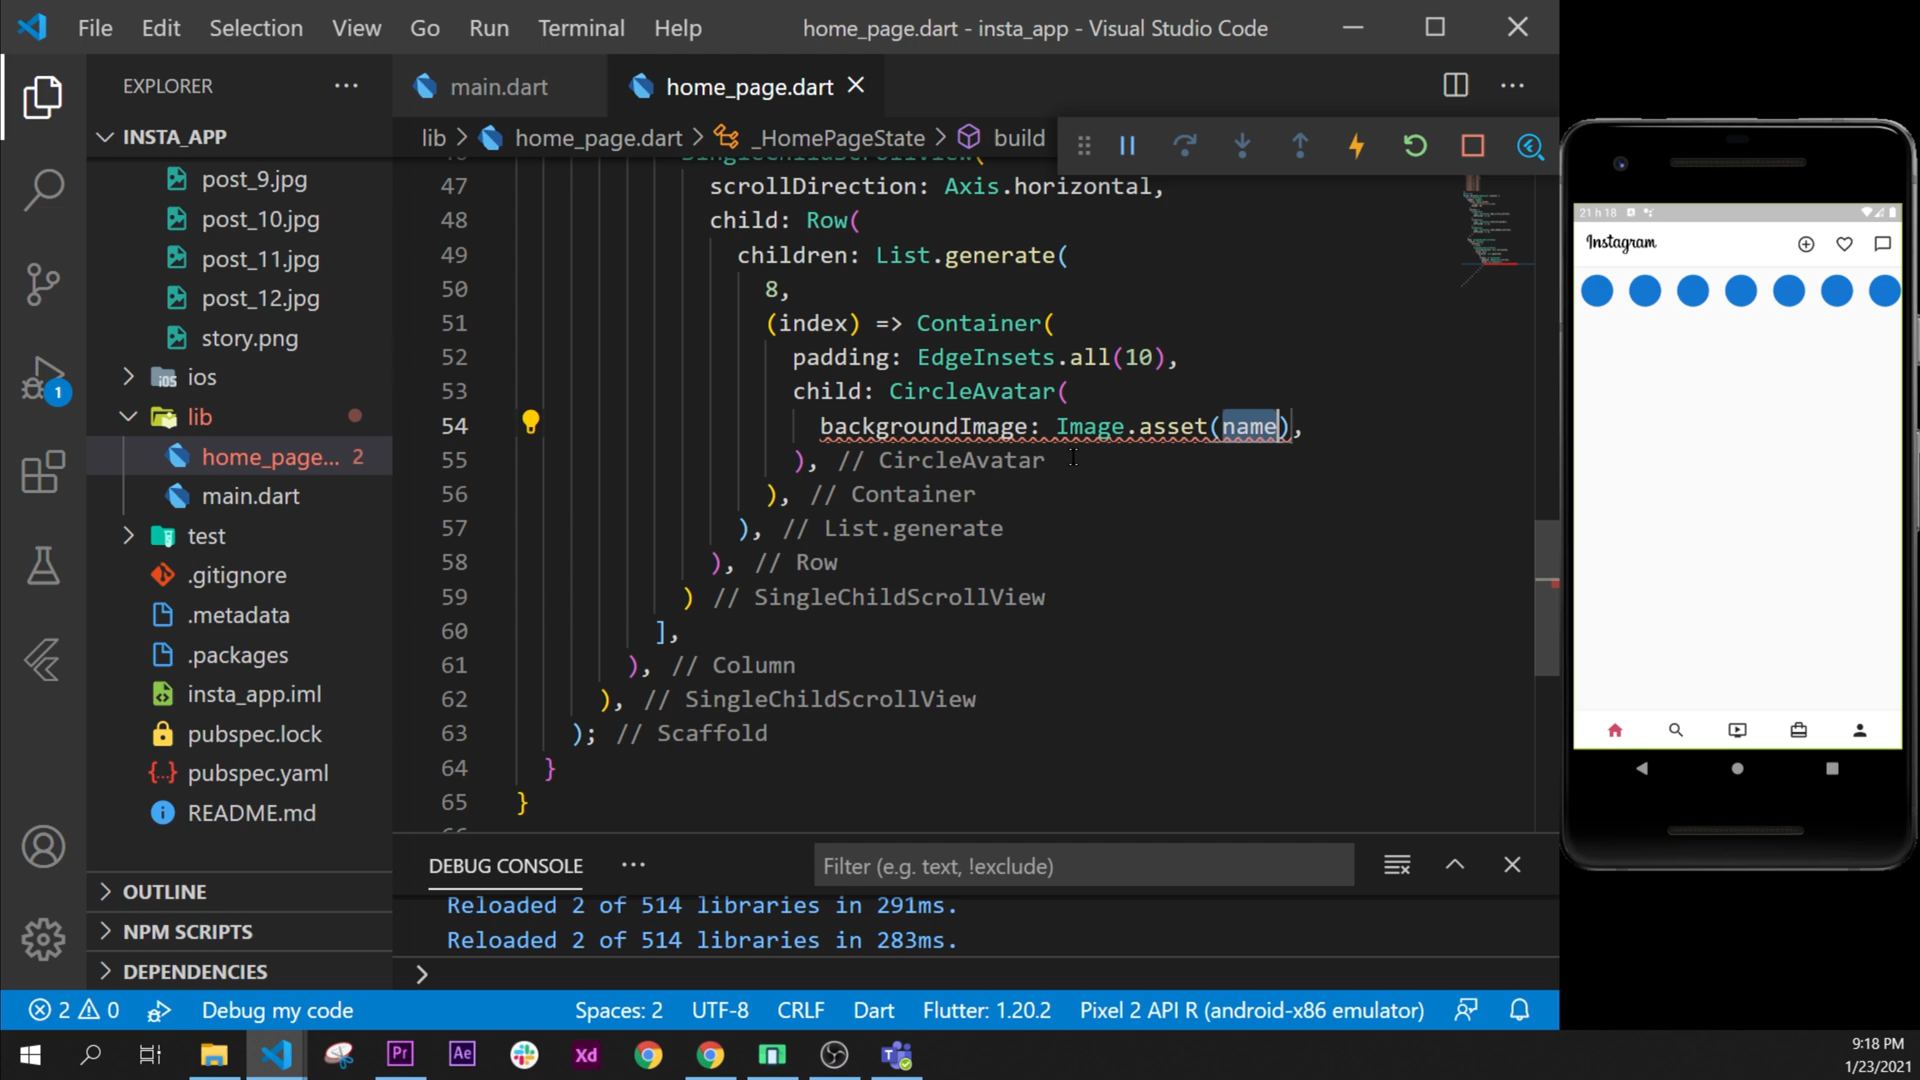 File Edit Selection View Go Run Terminal Help home_page.dart - insta_app - Visual Studio Code
EXPLORER
main.dart
home_page.dart
INSTA_APP
lib > home_page.dart > _HomePageState > build
post_9.jpg
post_10.jpg
post_11.jpg
post_12.jpg
story.png
ios
lib
home_page... 2
main.dart
test
.gitignore
.metadata
.packages
insta_app.iml
pubspec.lock
pubspec.yaml
README.md
OUTLINE
NPM SCRIPTS
DEPENDENCIES
1
SingleChildScrollView(
47 scrollDirection: Axis.horizontal,
48 child: Row(
49 children: List.generate(
50 8,
51 (index) => Container(
52 padding: EdgeInsets.all(10),
53 child: CircleAvatar(
54 backgroundImage: Image.asset(name),
55 ), // CircleAvatar
56 ), // Container
57 ), // List.generate
58 ), // Row
59 ) // SingleChildScrollView
60 ],
61 ), // Column
62 ), // SingleChildScrollView
63 ); // Scaffold
64 }
65 }
DEBUG CONSOLE
Filter (e.g. text, !exclude)
Reloaded 2 of 514 libraries in 291ms.
Reloaded 2 of 514 libraries in 283ms.
>
2 0 Debug my code Spaces: 2 UTF-8 CRLF Dart Flutter: 1.20.2 Pixel 2 API R (android-x86 emulator)
21 h 18
Instagram
Pr Ae Xd
9:18 PM
1/23/2021